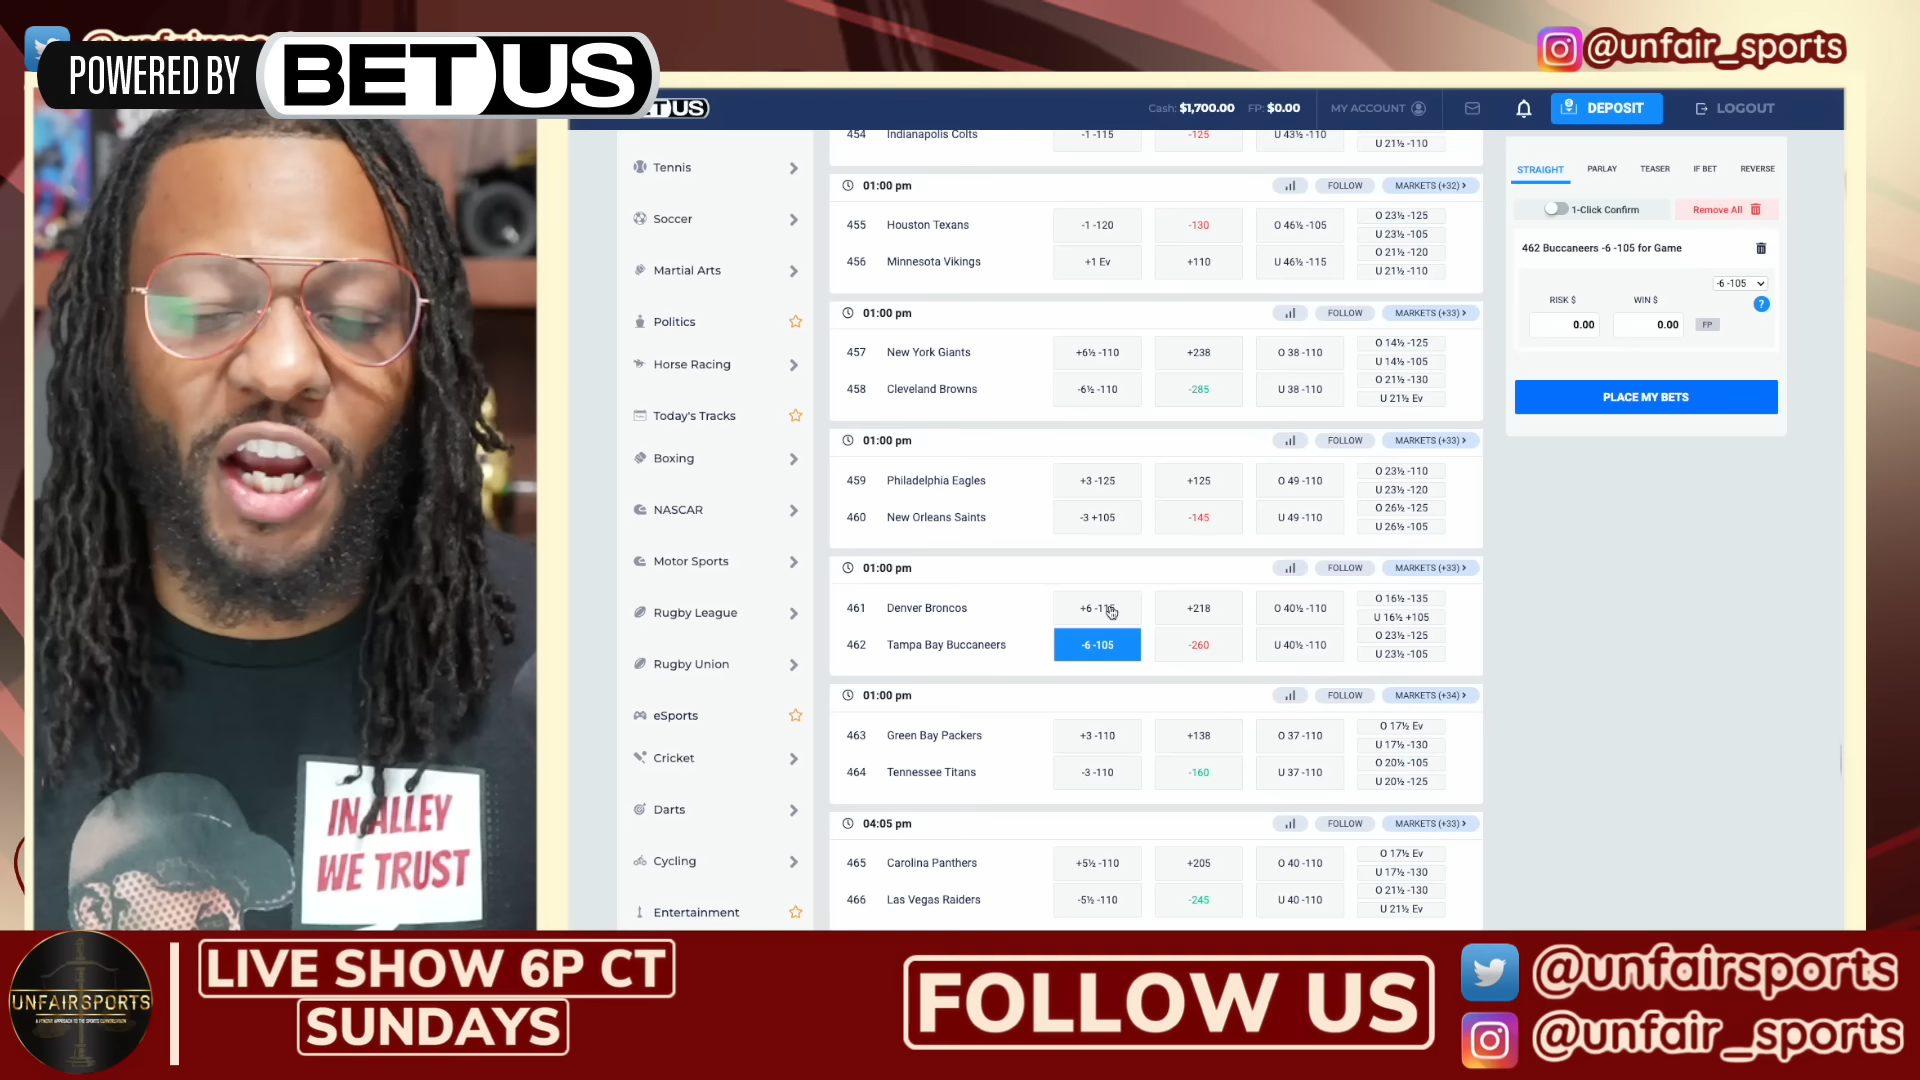 POWERED BY BETUS
@unfair_sports
Cash: $1,700.00 FP: $0.00 MY ACCOUNT DEPOSIT LOGOUT
Tennis
Soccer
Martial Arts
Politics
Horse Racing
Today's Tracks
Boxing
NASCAR
Motor Sports
Rugby League
Rugby Union
eSports
Cricket
Darts
Cycling
Entertainment
454 Indianapolis Colts -1 -115 -125 U 43½ -110
U 21½ -110
01:00 pm FOLLOW MARKETS (+32)
455 Houston Texans -1 -120 -130 O 46½ -105
O 23½ -125
U 23½ -105
456 Minnesota Vikings +1 Ev +110 U 46½ -115
O 21½ -120
U 21½ -110
01:00 pm FOLLOW MARKETS (+33)
457 New York Giants +6½ -110 +238 O 38 -110
O 14½ -125
U 14½ -105
458 Cleveland Browns -6½ -110 -285 U 38 -110
O 21½ -130
U 21½ Ev
01:00 pm FOLLOW MARKETS (+33)
459 Philadelphia Eagles +3 -125 +125 O 49 -110
O 23½ -110
U 23½ -120
460 New Orleans Saints -3 +105 -145 U 49 -110
O 26½ -125
U 26½ -105
01:00 pm FOLLOW MARKETS (+33)
461 Denver Broncos +6 -115 +218 O 40½ -110
O 16½ -135
U 16½ +105
462 Tampa Bay Buccaneers -6 -105 -260 U 40½ -110
O 23½ -125
U 23½ -105
01:00 pm FOLLOW MARKETS (+34)
463 Green Bay Packers +3 -110 +138 O 37 -110
O 17½ Ev
U 17½ -130
464 Tennessee Titans -3 -110 -160 U 37 -110
O 20½ -105
U 20½ -125
04:05 pm FOLLOW MARKETS (+33)
465 Carolina Panthers +5½ -110 +205 O 40 -110
O 17½ Ev
U 17½ -130
466 Las Vegas Raiders -5½ -110 -245 U 40 -110
O 21½ -130
U 21½ Ev
STRAIGHT PARLAY TEASER IF BET REVERSE
1-Click Confirm Remove All
462 Buccaneers -6 -105 for Game
-6 -105
RISK $ WIN $
0.00 0.00 FP
PLACE MY BETS
IN ALLEY
WE TRUST
UNFAIRSPORTS
LIVE SHOW 6P CT
SUNDAYS
FOLLOW US
@unfairsports
@unfair_sports